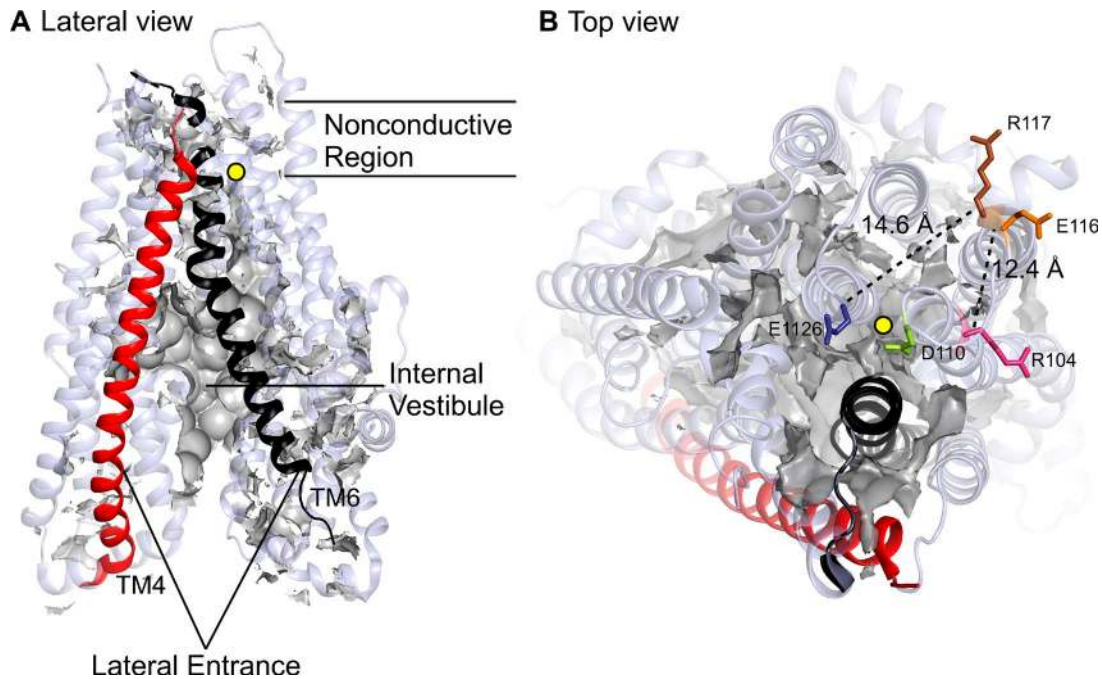 A Lateral view
Nonconductive
Region
Internal
Vestibule
TM6
TM4
Lateral Entrance
B Top view
R117
14.6 Å
E116
12.4 Å
E1126
D110
R104